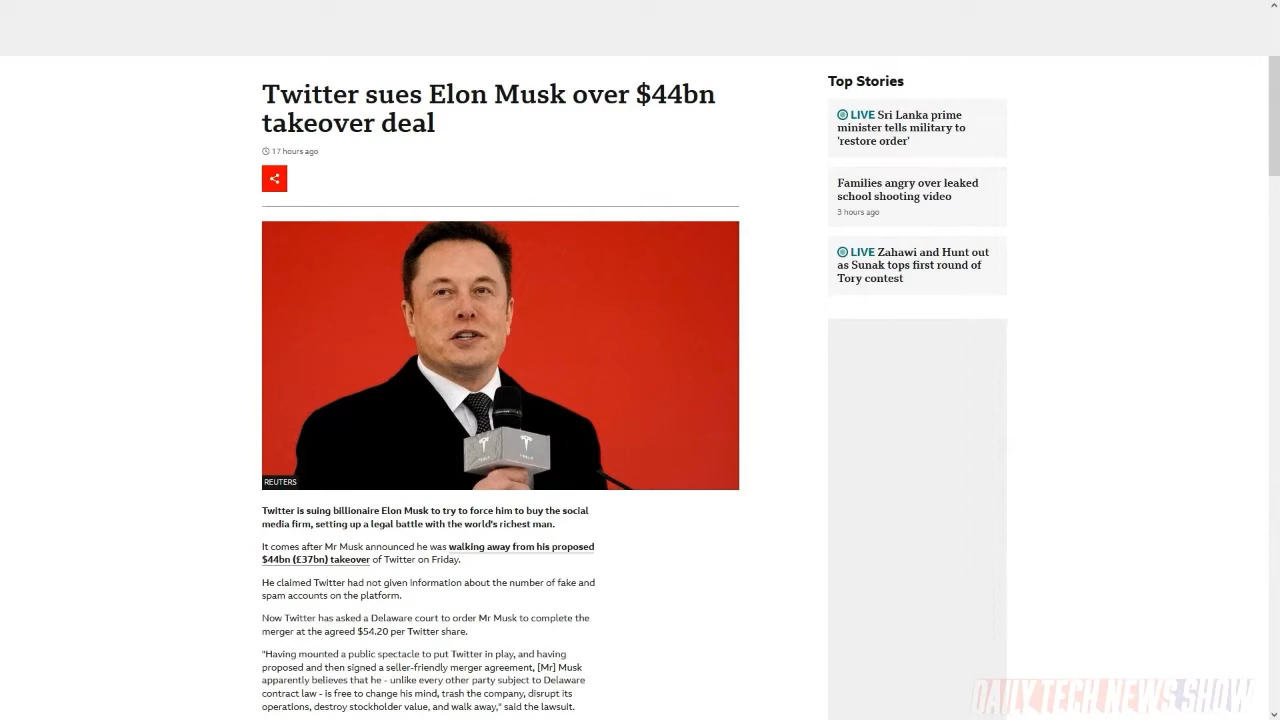 Twitter sues Elon Musk over $44bn
takeover deal
17 hours ago
REUTERS
Twitter is suing billionaire Elon Musk to try to force him to buy the social
media firm, setting up a legal battle with the world's richest man.
It comes after Mr Musk announced he was walking away from his proposed
$44bn (£37bn) takeover of Twitter on Friday.
He claimed Twitter had not given information about the number of fake and
spam accounts on the platform.
Now Twitter has asked a Delaware court to order Mr Musk to complete the
merger at the agreed $54.20 per Twitter share.
"Having mounted a public spectacle to put Twitter in play, and having
proposed and then signed a seller-friendly merger agreement, [Mr] Musk
apparently believes that he - unlike every other party subject to Delaware
contract law - is free to change his mind, trash the company, disrupt its
operations, destroy stockholder value, and walk away," said the lawsuit.
Top Stories
LIVE Sri Lanka prime
minister tells military to
'restore order'
Families angry over leaked
school shooting video
3 hours ago
LIVE Zahawi and Hunt out
as Sunak tops first round of
Tory contest
TESLA TESLA
DAILY TECH NEWS SHOW